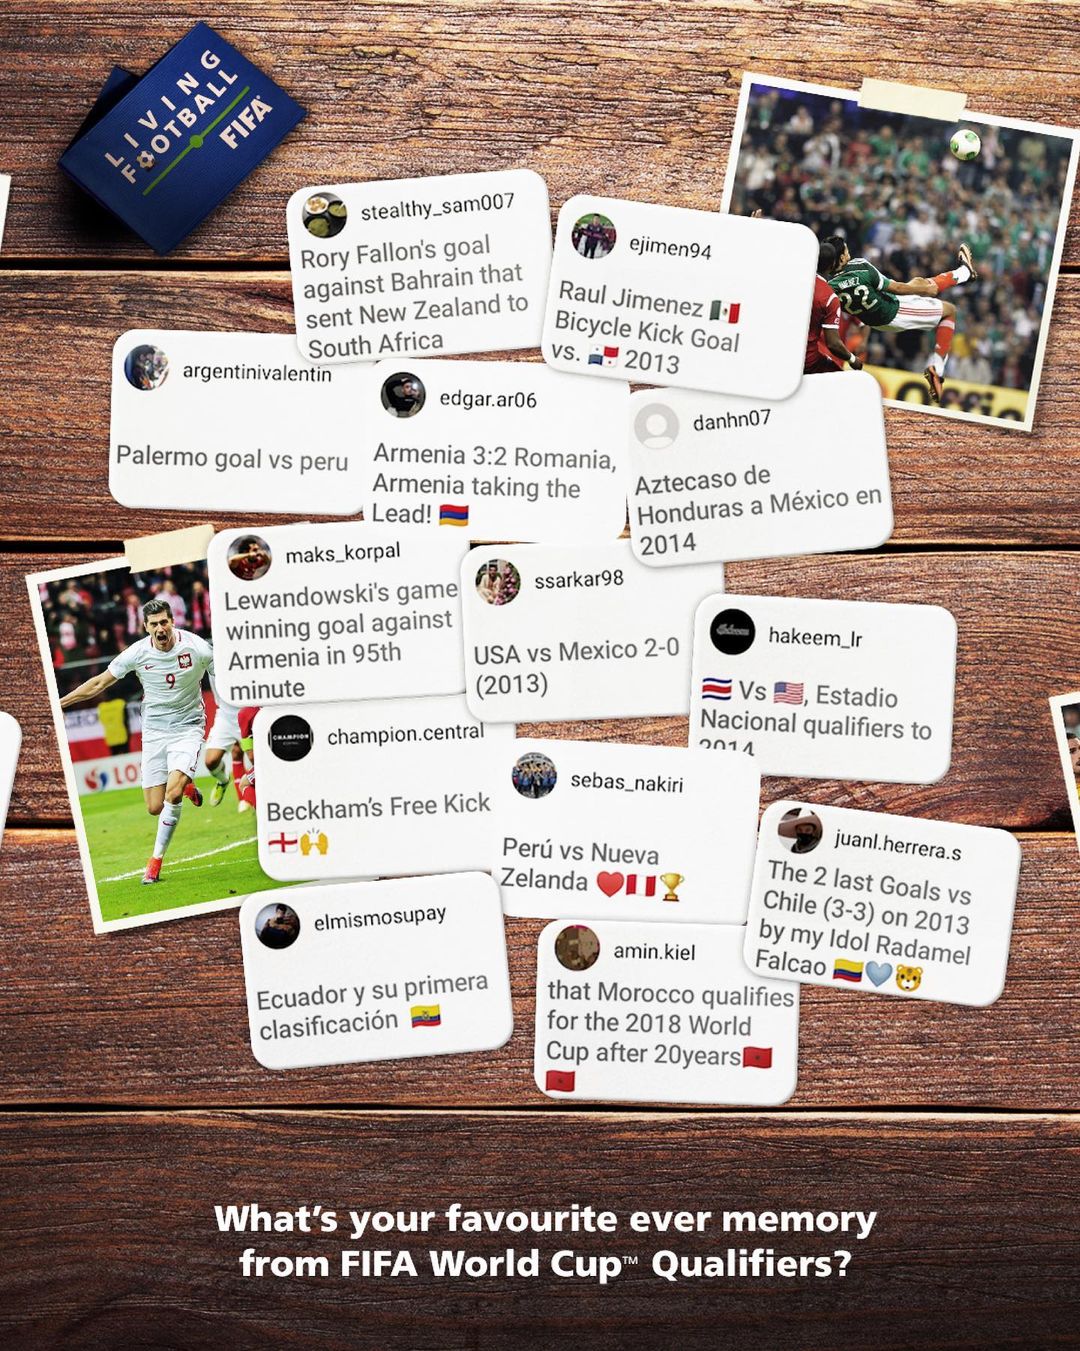 LIVING
FOOTBALL
FIFA
stealthy_sam007
Rory Fallon's goal
against Bahrain that
sent New Zealand to
South Africa
ejimen94
Raul Jimenez 🇲🇽
Bicycle Kick Goal
vs. 🇵🇦 2013
JIMENEZ
22
argentinivalentin
Palermo goal vs peru
edgar.ar06
Armenia 3:2 Romania,
Armenia taking the
Lead! 🇦🇲
danhn07
Aztecaso de
Honduras a México en
2014
maks_korpal
Lewandowski's game
winning goal against
Armenia in 95th
minute
9
ssarkar98
USA vs Mexico 2-0
(2013)
hakeem_lr
🇨🇷 Vs 🇺🇸, Estadio
Nacional qualifiers to
2014
champion.central
Beckham’s Free Kick
🏴󠁧󠁢󠁥󠁮󠁧󠁿🙌
sebas_nakiri
Perú vs Nueva
Zelanda ♥️🇵🇪🏆
juanl.herrera.s
The 2 last Goals vs
Chile (3-3) on 2013
by my Idol Radamel
Falcao 🇨🇴💙🐯
elmismosupay
Ecuador y su primera
clasificación 🇪🇨
amin.kiel
that Morocco qualifies
for the 2018 World
Cup after 20years🇲🇦
🇲🇦
What’s your favourite ever memory
from FIFA World Cup™ Qualifiers?